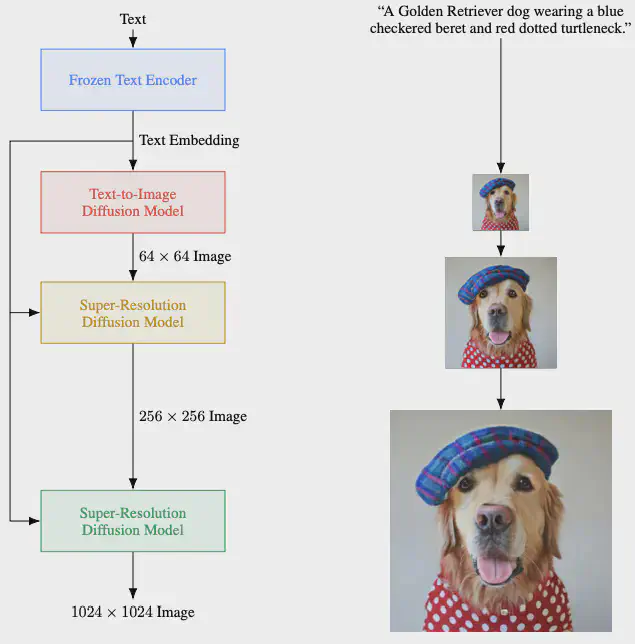 Text
Frozen Text Encoder
Text Embedding
Text-to-Image
Diffusion Model
64 × 64 Image
Super-Resolution
Diffusion Model
256 × 256 Image
Super-Resolution
Diffusion Model
1024 × 1024 Image
“A Golden Retriever dog wearing a blue
checkered beret and red dotted turtleneck.”